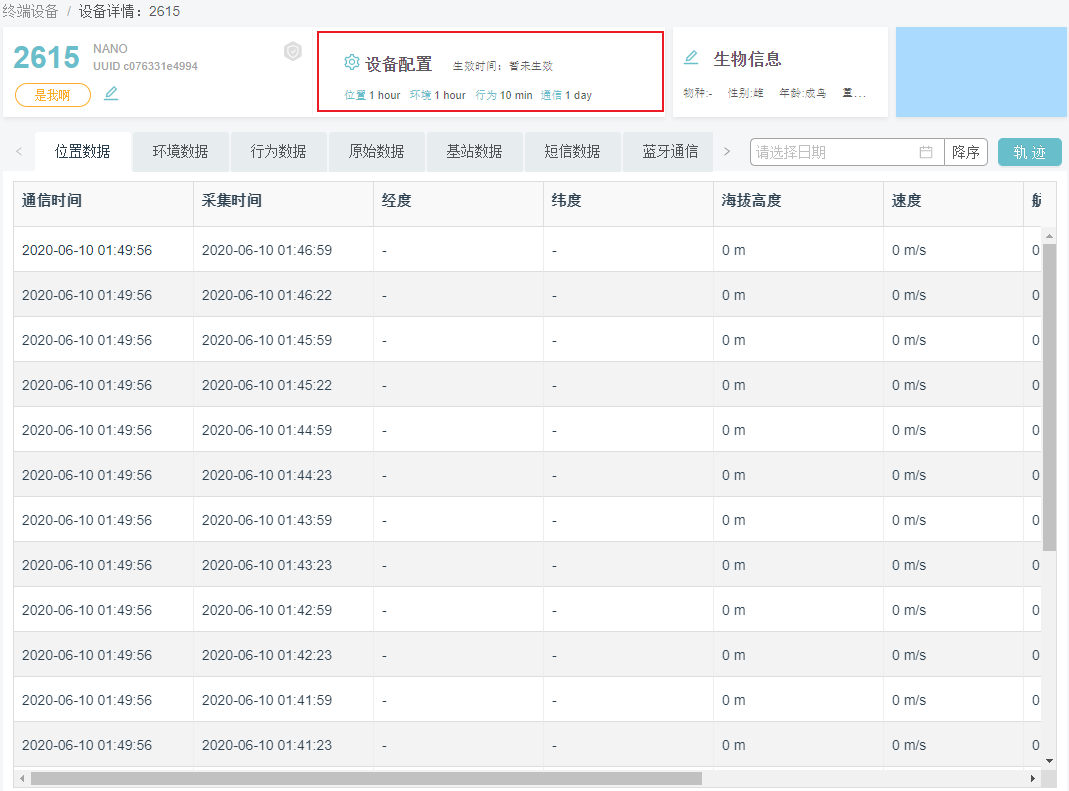 终端设备 / 设备详情：2615
2615 NANO
UUID c076331e4994
是我啊
设备配置 生效时间：暂未生效
位置 1 hour 环境 1 hour 行为 10 min 通信 1 day
生物信息
物种:- 性别:雌 年龄:成鸟 ...
位置数据 环境数据 行为数据 原始数据 基站数据 短信数据 蓝牙通信 请选择日期 降序 轨迹
通信时间 采集时间 经度 纬度 海拔高度 速度 航
2020-06-10 01:49:56 2020-06-10 01:46:59 - - 0 m 0 m/s 0
2020-06-10 01:49:56 2020-06-10 01:46:22 - - 0 m 0 m/s 0
2020-06-10 01:49:56 2020-06-10 01:45:59 - - 0 m 0 m/s 0
2020-06-10 01:49:56 2020-06-10 01:45:22 - - 0 m 0 m/s 0
2020-06-10 01:49:56 2020-06-10 01:44:59 - - 0 m 0 m/s 0
2020-06-10 01:49:56 2020-06-10 01:44:23 - - 0 m 0 m/s 0
2020-06-10 01:49:56 2020-06-10 01:43:59 - - 0 m 0 m/s 0
2020-06-10 01:49:56 2020-06-10 01:43:23 - - 0 m 0 m/s 0
2020-06-10 01:49:56 2020-06-10 01:42:59 - - 0 m 0 m/s 0
2020-06-10 01:49:56 2020-06-10 01:42:23 - - 0 m 0 m/s 0
2020-06-10 01:49:56 2020-06-10 01:41:59 - - 0 m 0 m/s 0
2020-06-10 01:49:56 2020-06-10 01:41:23 - - 0 m 0 m/s 0